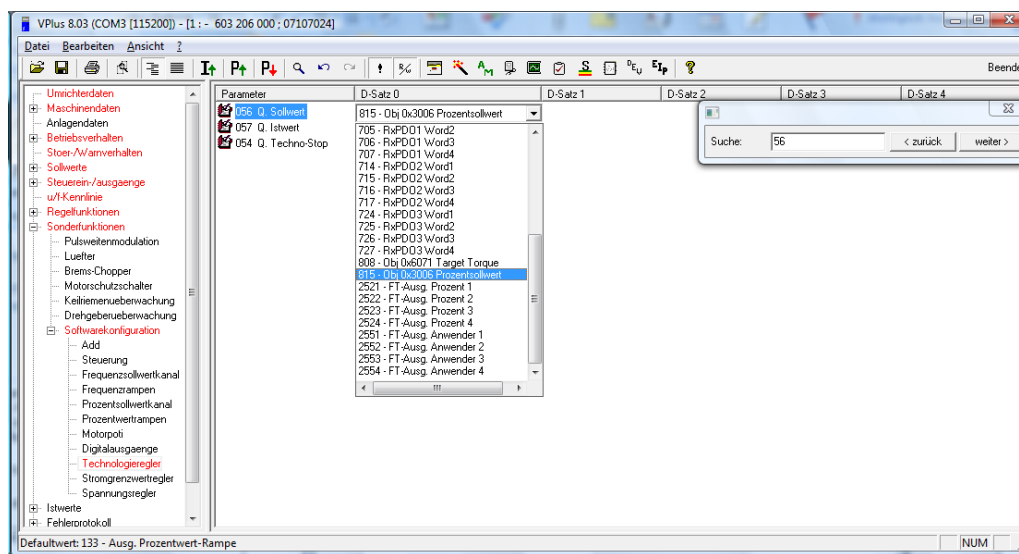 VPlus 8.03 (COM3 [115200]) - [1 : - 603 206 000 ; 07107024]
Datei Bearbeiten Ansicht ?
Beende
Umrichterdaten
Maschinendaten
Anlagendaten
Betriebsverhalten
Stoer-/Warnverhalten
Sollwerte
Steuerein-/ausgaenge
u/f-Kennlinie
Regelfunktionen
Sonderfunktionen
Pulsweitenmodulation
Luefter
Brems-Chopper
Motorschutzschalter
Keilriemenueberwachung
Drehgeberueberwachung
Softwarekonfiguration
Add
Steuerung
Frequenzsollwertkanal
Frequenzrampen
Prozentsollwertkanal
Prozentwertrampen
Motorpoti
Digitalausgaenge
Technologieregler
Stromgrenzwertregler
Spannungsregler
Istwerte
Fehlerprotokoll
Parameter D-Satz 0 D-Satz 1 D-Satz 2 D-Satz 3 D-Satz 4
056 Q. Sollwert
057 Q. Istwert
054 Q. Techno-Stop
815 - Obj 0x3006 Prozentsollwert
705 - RxPDO1 Word2
706 - RxPDO1 Word3
707 - RxPDO1 Word4
714 - RxPDO2 Word1
715 - RxPDO2 Word2
716 - RxPDO2 Word3
717 - RxPDO2 Word4
724 - RxPDO3 Word1
725 - RxPDO3 Word2
726 - RxPDO3 Word3
727 - RxPDO3 Word4
808 - Obj 0x6071 Target Torque
815 - Obj 0x3006 Prozentsollwert
2521 - FT-Ausg. Prozent 1
2522 - FT-Ausg. Prozent 2
2523 - FT-Ausg. Prozent 3
2524 - FT-Ausg. Prozent 4
2551 - FT-Ausg. Anwender 1
2552 - FT-Ausg. Anwender 2
2553 - FT-Ausg. Anwender 3
2554 - FT-Ausg. Anwender 4
Suche: 56 < zurück weiter >
Defaultwert: 133 - Ausg. Prozentwert-Rampe NUM